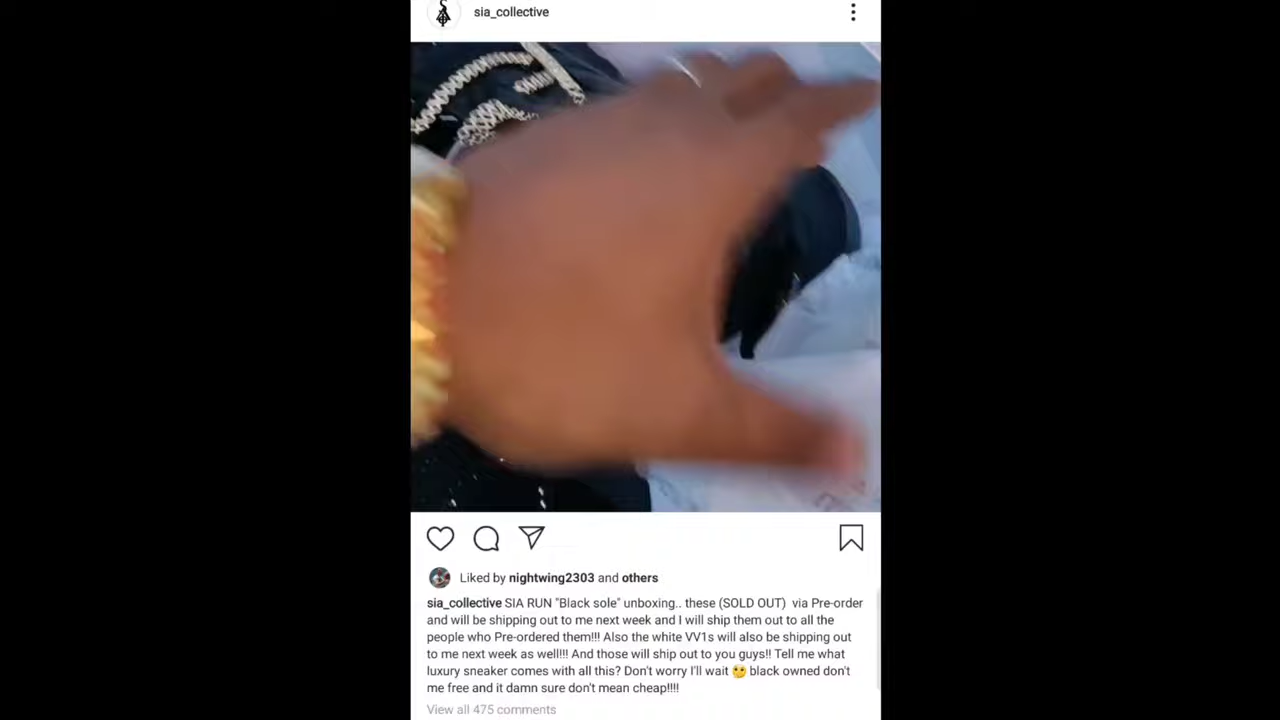 sia_collective
Liked by nightwing2303 and others
sia_collective SIA RUN "Black sole" unboxing.. these (SOLD OUT) via Pre-order
and will be shipping out to me next week and I will ship them out to all the
people who Pre-ordered them!!! Also the white VV1s will also be shipping out
to me next week as well!!! And those will ship out to you guys!! Tell me what
luxury sneaker comes with all this? Don't worry I'll wait 🤔 black owned don't
me free and it damn sure don't mean cheap!!!!
View all 475 comments